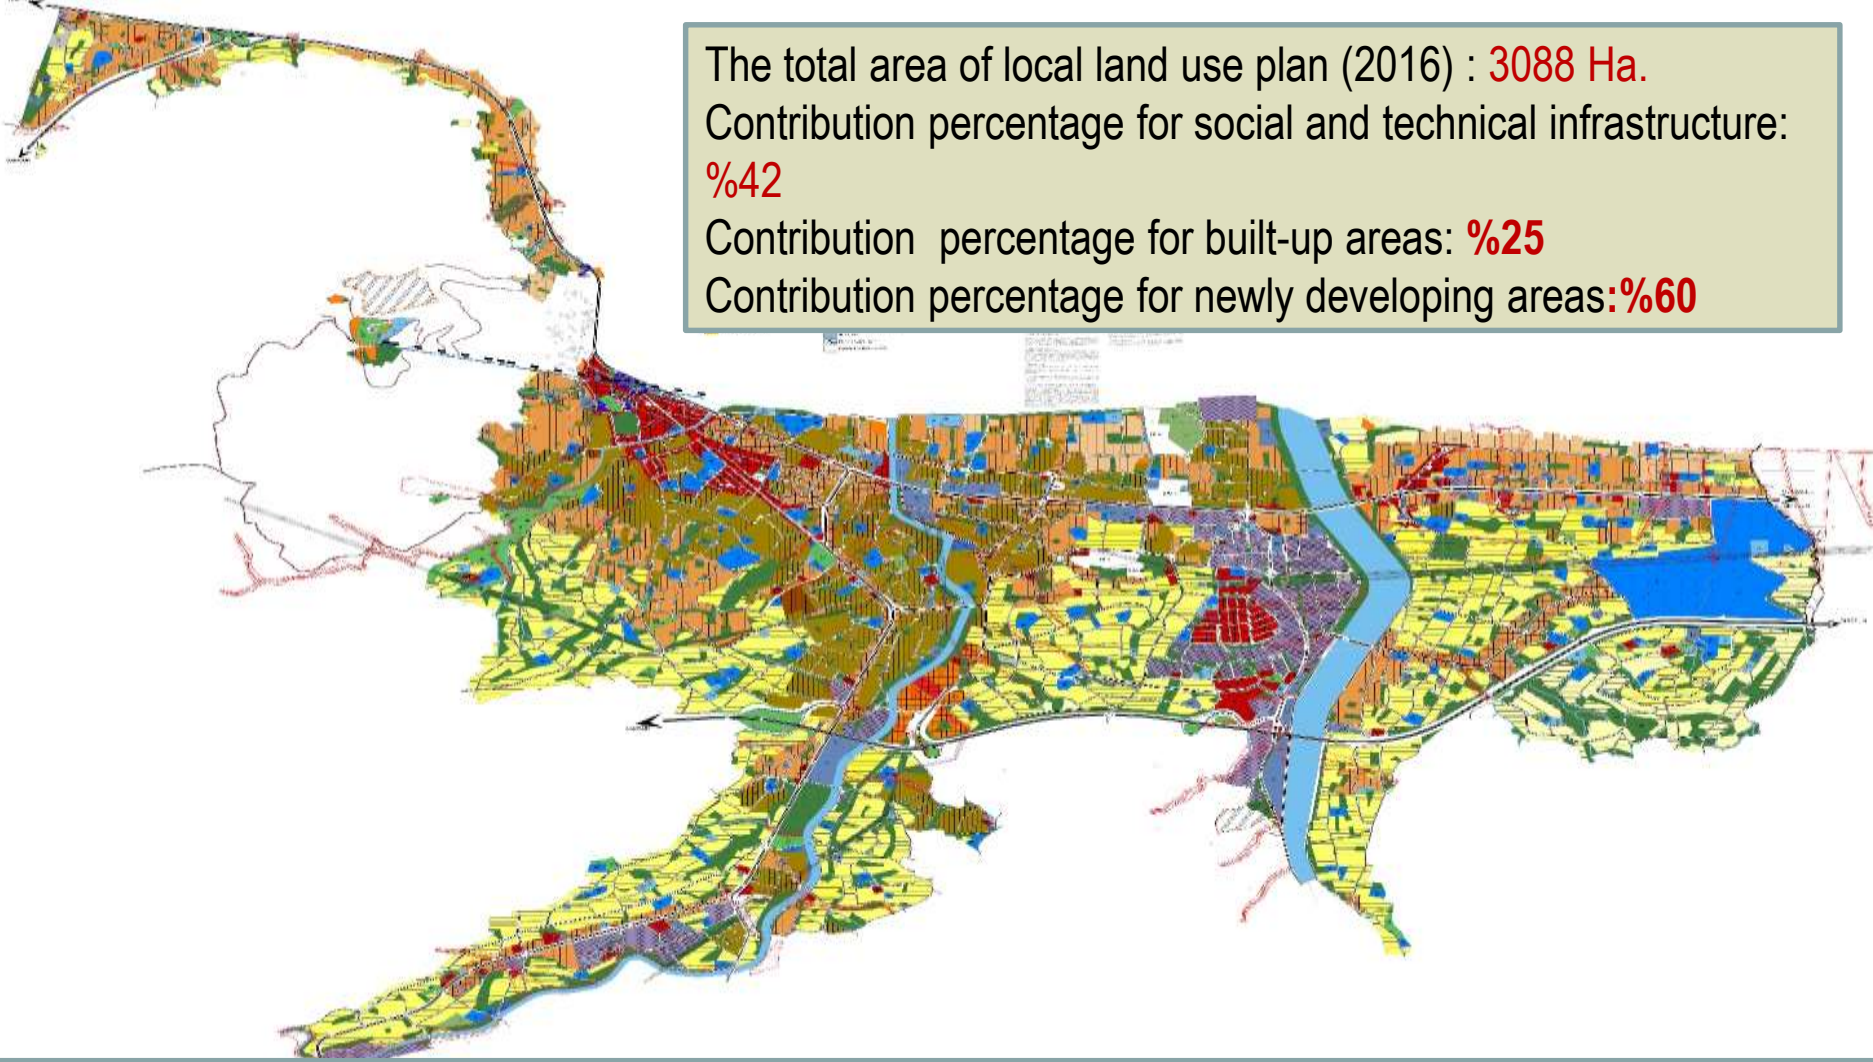 The total area of local land use plan (2016) : 3088 Ha.
Contribution percentage for social and technical infrastructure:
%42
Contribution  percentage for built-up areas: %25
Contribution percentage for newly developing areas:%60